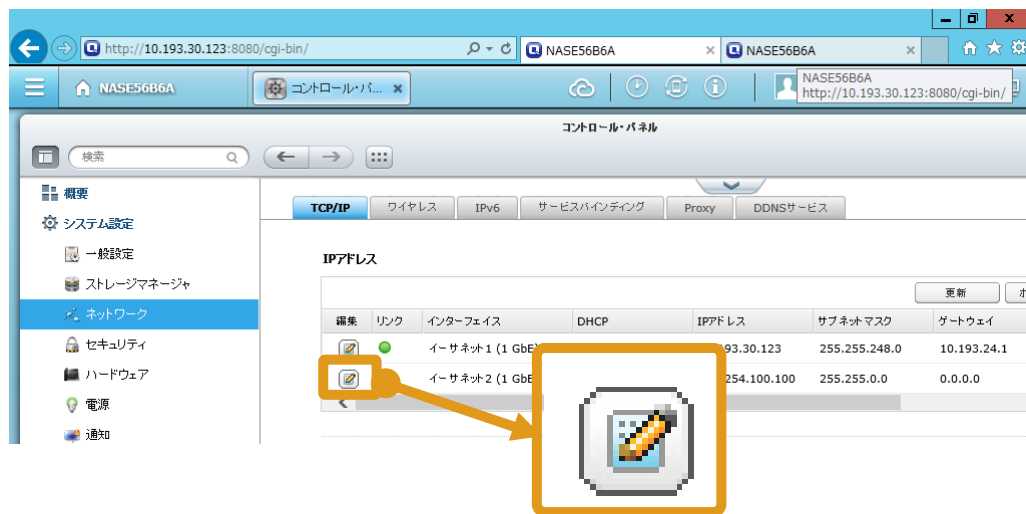 http://10.193.30.123:8080/cgi-bin/
NASE56B6A
NASE56B6A
NASE56B6A
コントロール・パ...
NASE56B6A
http://10.193.30.123:8080/cgi-bin/
コントロール・パネル
検索
概要
システム設定
一般設定
ストレージマネージャ
ネットワーク
セキュリティ
ハードウェア
電源
通知
TCP/IP ワイヤレス IPv6 サービスバインディング Proxy DDNSサービス
IPアドレス
更新
編集 リンク インターフェイス DHCP IPアドレス サブネットマスク ゲートウェイ
イーサネット1 (1 GbE) 93.30.123 255.255.248.0 10.193.24.1
イーサネット2 (1 GbE 254.100.100 255.255.0.0 0.0.0.0